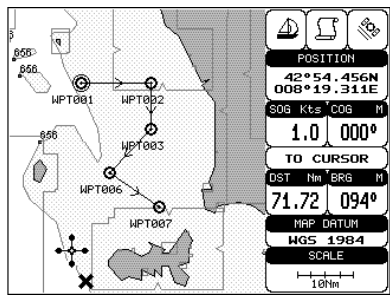 656
656
WPT001
WPT002
WPT003
656
WPT006
WPT007
POSITION
42°54.456N
008°19.311E
SOG Kts COG M
1.0 000°
TO CURSOR
DST Nm BRG M
71.72 094°
MAP DATUM
WGS 1984
SCALE
10Nm